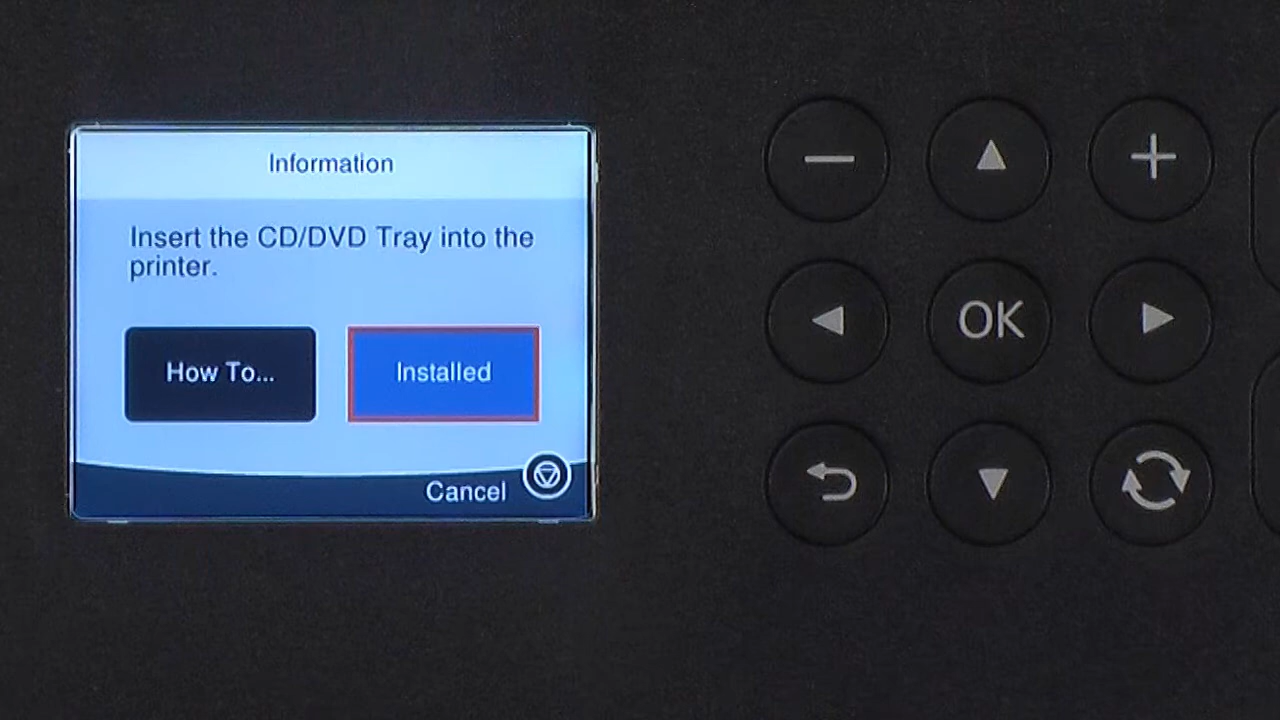 Information
Insert the CD/DVD Tray into the
printer.
How To...
Installed
Cancel
OK